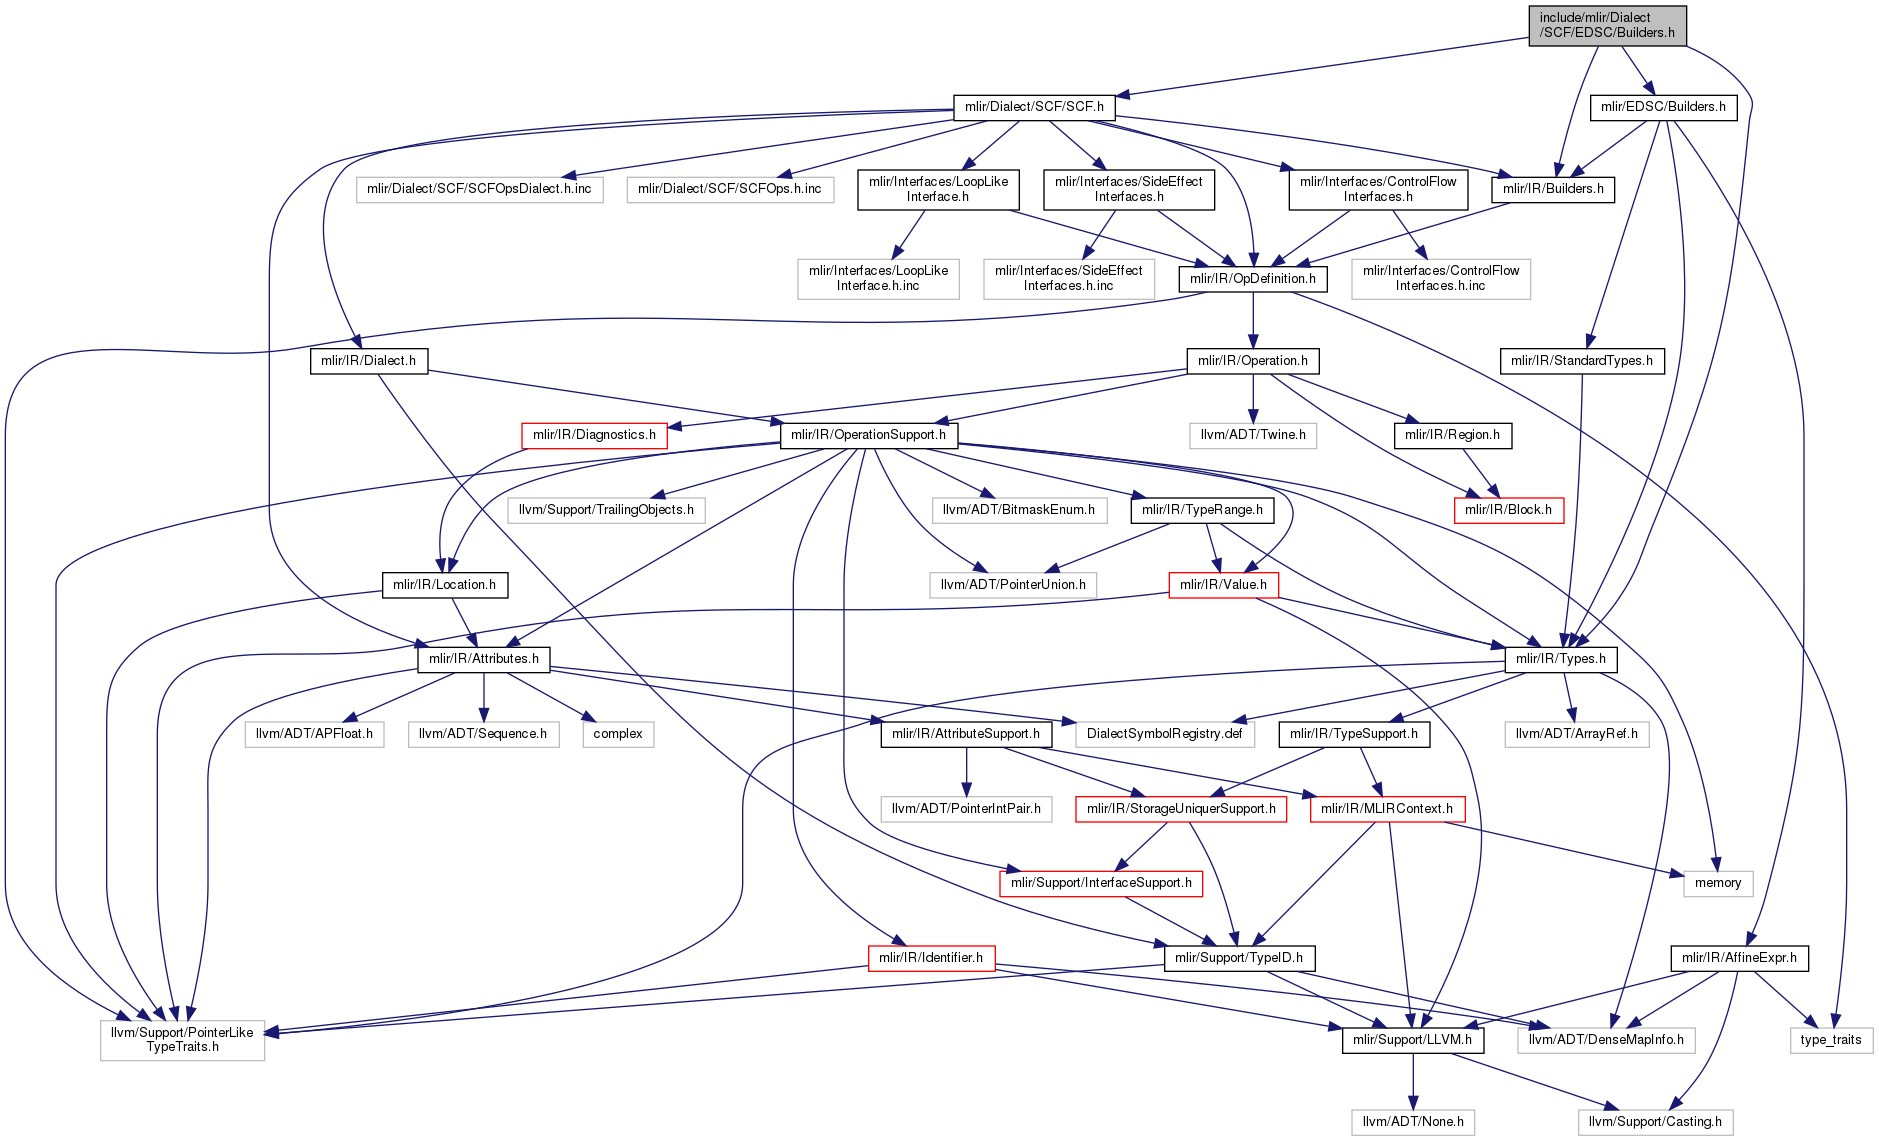 include/mlir/Dialect
/SCF/EDSC/Builders.h
mlir/Dialect/SCF/SCF.h
mlir/EDSC/Builders.h
mlir/Dialect/SCF/SCFOpsDialect.h.inc
mlir/Dialect/SCF/SCFOps.h.inc
mlir/Interfaces/LoopLike
Interface.h
mlir/Interfaces/SideEffect
Interfaces.h
mlir/Interfaces/ControlFlow
Interfaces.h
mlir/IR/Builders.h
mlir/Interfaces/LoopLike
Interface.h.inc
mlir/Interfaces/SideEffect
Interfaces.h.inc
mlir/IR/OpDefinition.h
mlir/Interfaces/ControlFlow
Interfaces.h.inc
mlir/IR/Dialect.h
mlir/IR/Operation.h
mlir/IR/StandardTypes.h
mlir/IR/Diagnostics.h
mlir/IR/OperationSupport.h
llvm/ADT/Twine.h
mlir/IR/Region.h
llvm/Support/TrailingObjects.h
llvm/ADT/BitmaskEnum.h
mlir/IR/TypeRange.h
mlir/IR/Block.h
mlir/IR/Location.h
llvm/ADT/PointerUnion.h
mlir/IR/Value.h
mlir/IR/Attributes.h
mlir/IR/Types.h
llvm/ADT/APFloat.h
llvm/ADT/Sequence.h
complex
mlir/IR/AttributeSupport.h
DialectSymbolRegistry.def
mlir/IR/TypeSupport.h
llvm/ADT/ArrayRef.h
llvm/ADT/PointerIntPair.h
mlir/IR/StorageUniquerSupport.h
mlir/IR/MLIRContext.h
mlir/Support/InterfaceSupport.h
memory
mlir/IR/Identifier.h
mlir/Support/TypeID.h
mlir/IR/AffineExpr.h
llvm/Support/PointerLike
TypeTraits.h
mlir/Support/LLVM.h
llvm/ADT/DenseMapInfo.h
type_traits
llvm/ADT/None.h
llvm/Support/Casting.h